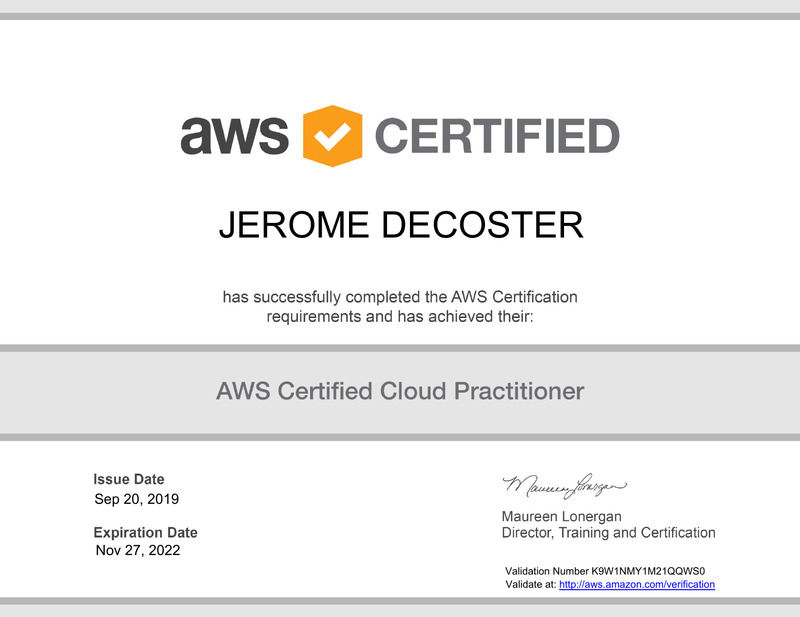 aws CERTIFIED
JEROME DECOSTER
has successfully completed the AWS Certification
requirements and has achieved their:
AWS Certified Cloud Practitioner
Issue Date
Sep 20, 2019
Expiration Date
Nov 27, 2022
Maureen Lonergan
Maureen Lonergan
Director, Training and Certification
Validation Number K9W1NMY1M21QQWS0
Validate at: http://aws.amazon.com/verification